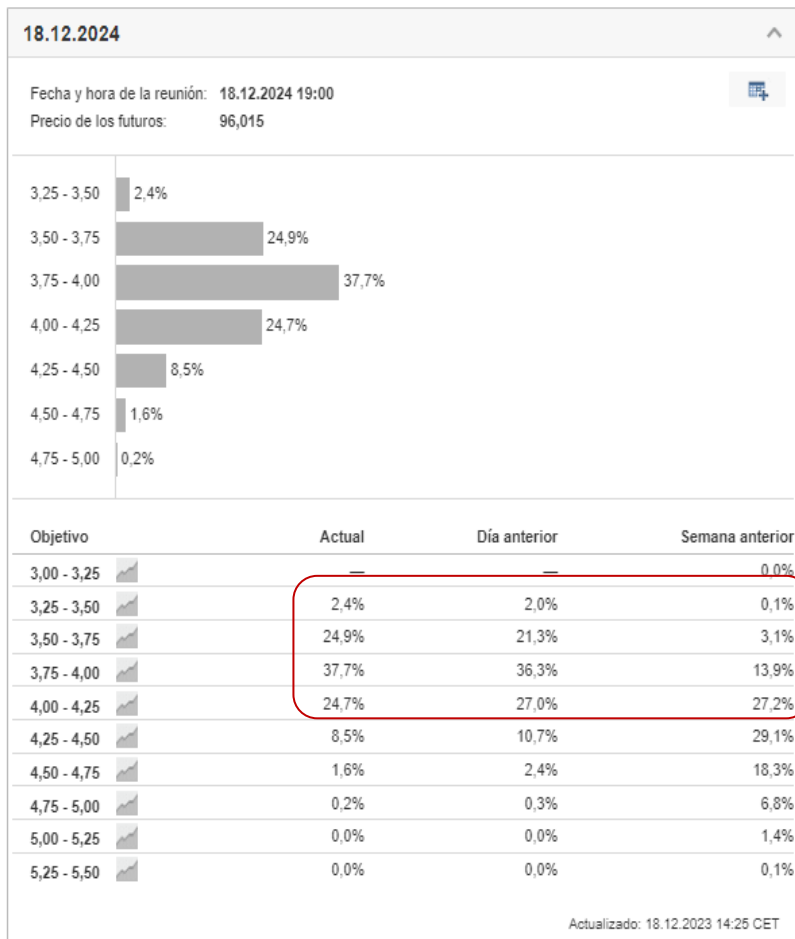 18.12.2024
Fecha y hora de la reunión: 18.12.2024 19:00
Precio de los futuros: 96,015
3,25 - 3,50 2,4%
3,50 - 3,75 24,9%
3,75 - 4,00 37,7%
4,00 - 4,25 24,7%
4,25 - 4,50 8,5%
4,50 - 4,75 1,6%
4,75 - 5,00 0,2%
Objetivo Actual Día anterior Semana anterior
3,00 - 3,25 — — 0,0%
3,25 - 3,50 2,4% 2,0% 0,1%
3,50 - 3,75 24,9% 21,3% 3,1%
3,75 - 4,00 37,7% 36,3% 13,9%
4,00 - 4,25 24,7% 27,0% 27,2%
4,25 - 4,50 8,5% 10,7% 29,1%
4,50 - 4,75 1,6% 2,4% 18,3%
4,75 - 5,00 0,2% 0,3% 6,8%
5,00 - 5,25 0,0% 0,0% 1,4%
5,25 - 5,50 0,0% 0,0% 0,1%
Actualizado: 18.12.2023 14:25 CET